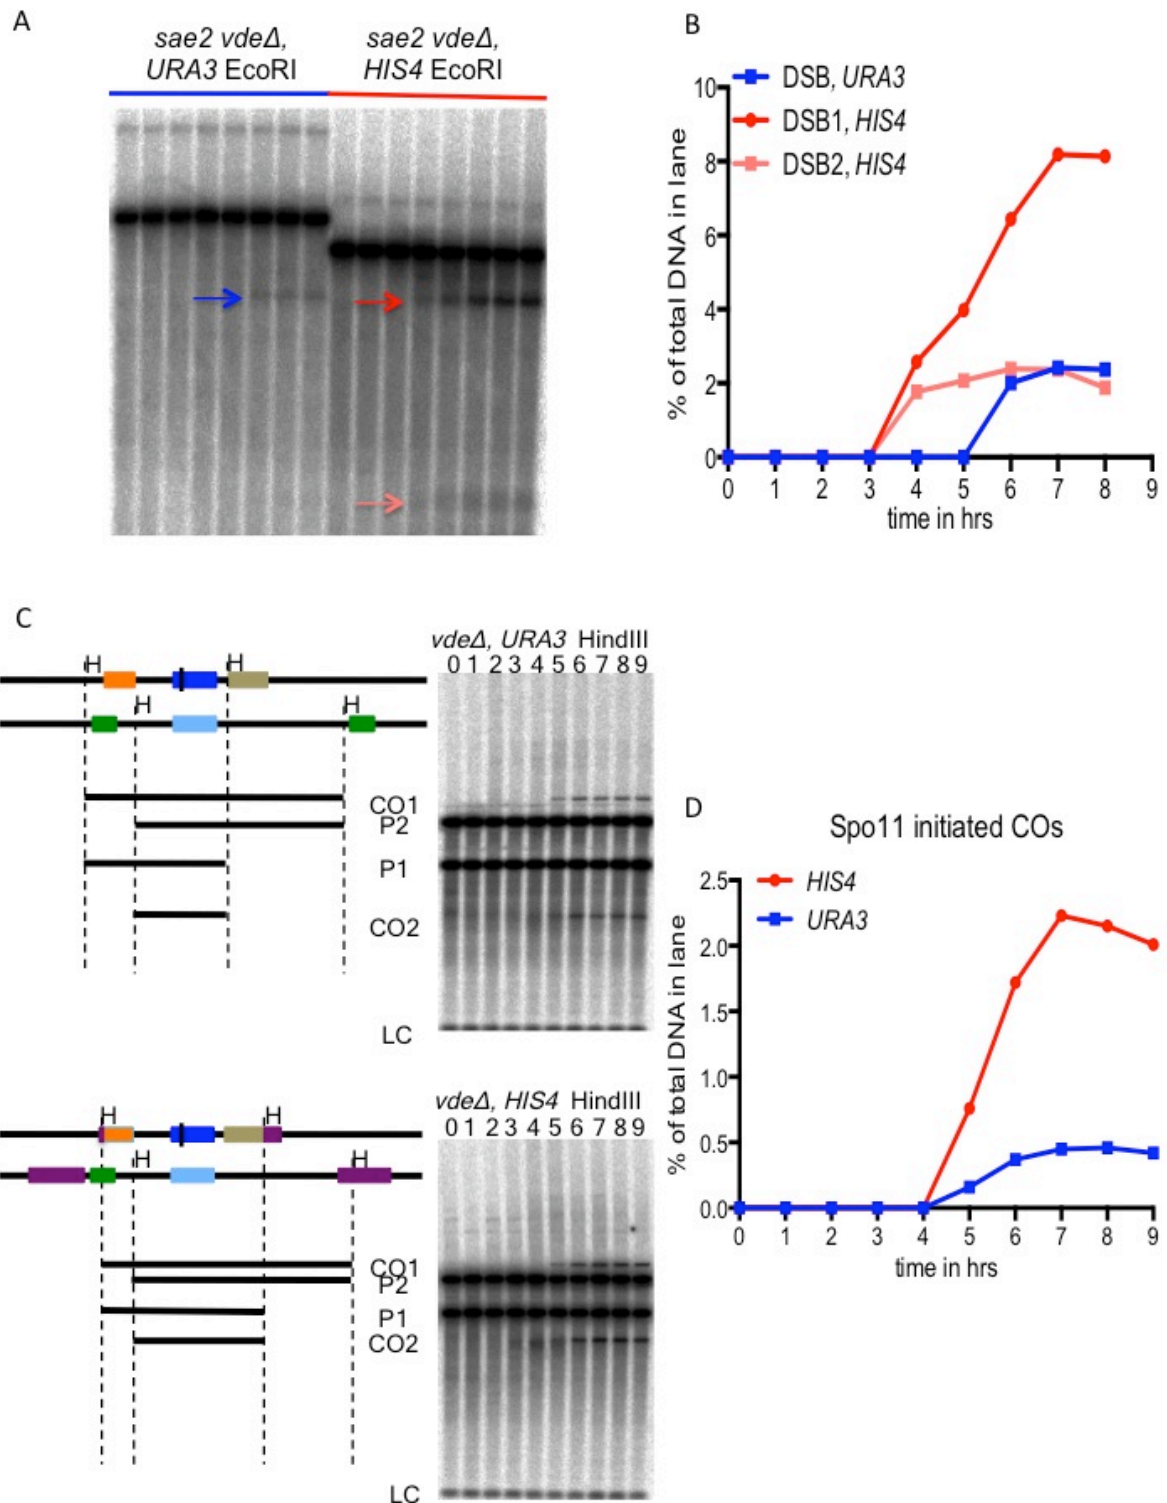 A
sae2 vdeΔ,
URA3 EcoRI
sae2 vdeΔ,
HIS4 EcoRI
B
DSB, URA3
DSB1, HIS4
DSB2, HIS4
% of total DNA in lane
10
8
6
4
2
0
0 1 2 3 4 5 6 7 8 9
time in hrs
C
H
H
H
H
CO1
P2
P1
CO2
LC
vdeΔ, URA3 HindIII
0 1 2 3 4 5 6 7 8 9
H
H
H
H
CO1
P2
P1
CO2
LC
vdeΔ, HIS4 HindIII
0 1 2 3 4 5 6 7 8 9
D
Spo11 initiated COs
HIS4
URA3
% of total DNA in lane
2.5
2.0
1.5
1.0
0.5
0.0
0 1 2 3 4 5 6 7 8 9
time in hrs